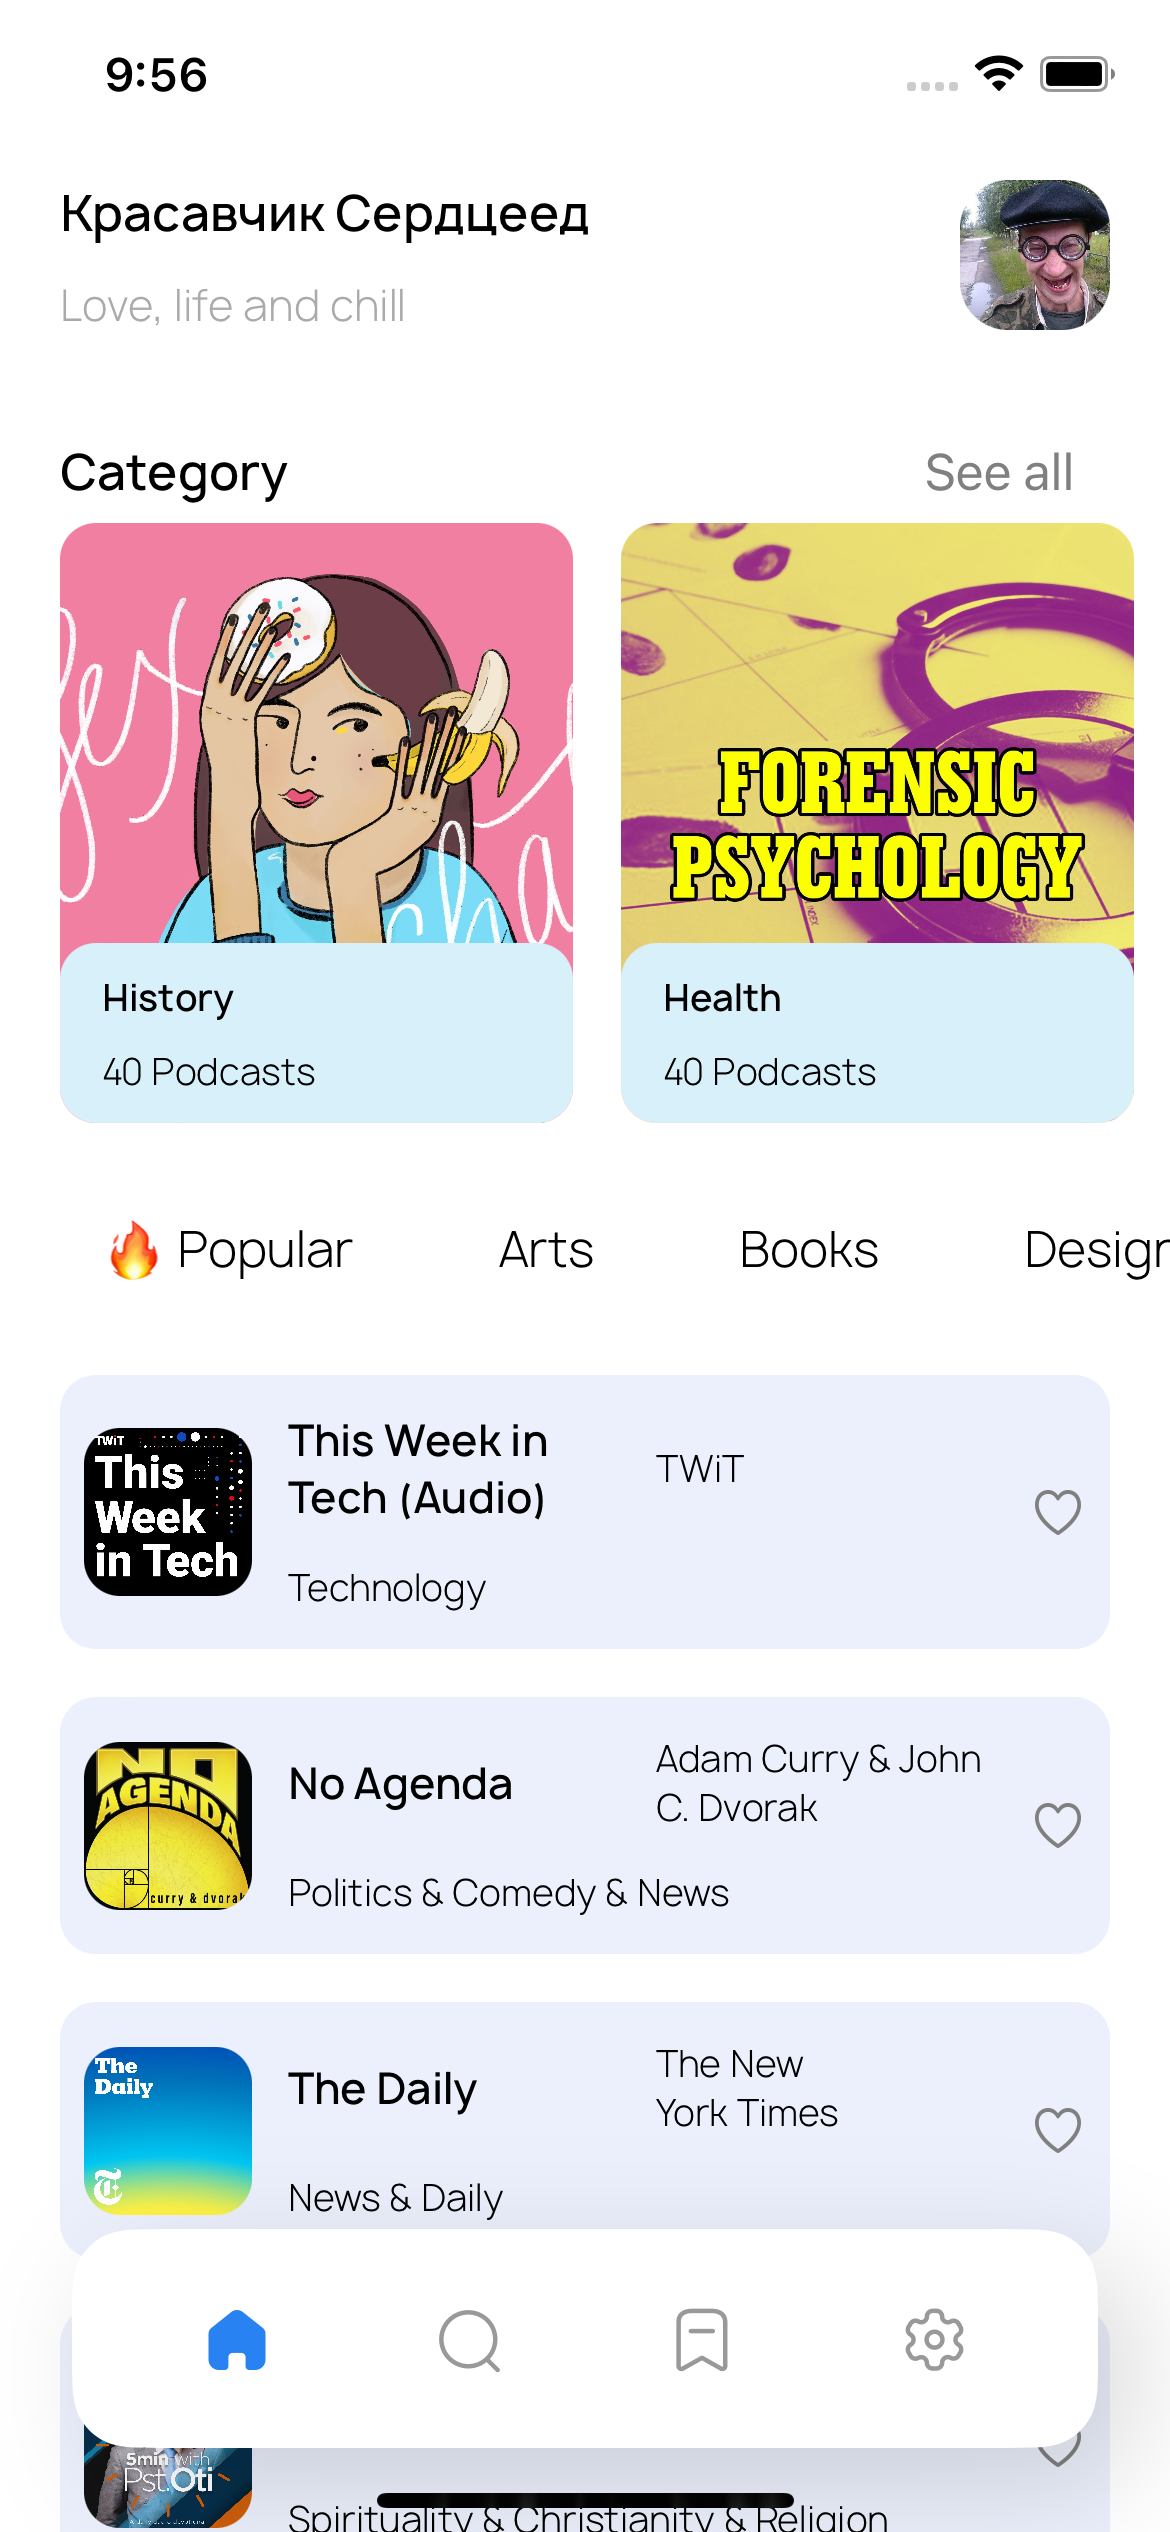 9:56
Красавчик Сердцеед
Love, life and chill
Category
See all
FORENSIC
PSYCHOLOGY
History
40 Podcasts
Health
40 Podcasts
🔥 Popular
Arts
Books
Design
TWiT
This
Week
in Tech
This Week in
Tech (Audio)
TWiT
Technology
NO
AGENDA
curry & dvorak
No Agenda
Adam Curry & John
C. Dvorak
Politics & Comedy & News
The
Daily
The Daily
The New
York Times
News & Daily
5min with
Pst.Oti
Spirituality & Christianity & Religion